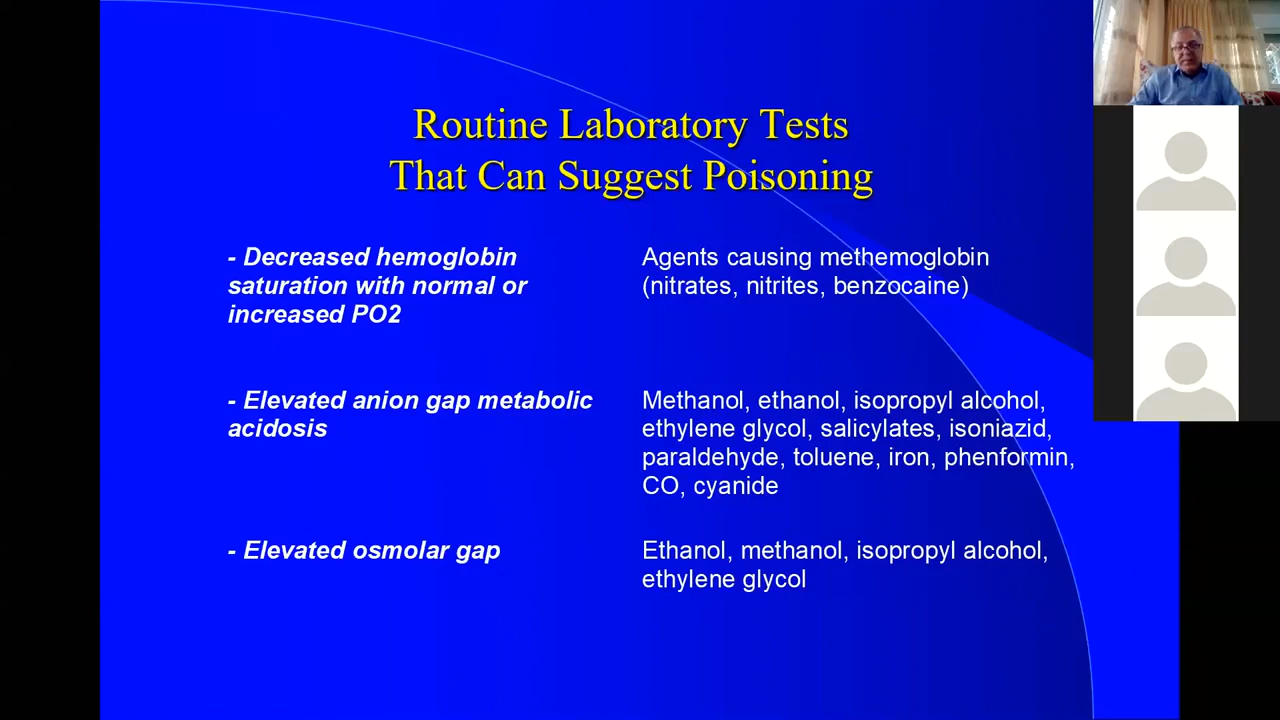 Routine Laboratory Tests
That Can Suggest Poisoning
- Decreased hemoglobin
saturation with normal or
increased PO2
Agents causing methemoglobin
(nitrates, nitrites, benzocaine)
- Elevated anion gap metabolic
acidosis
Methanol, ethanol, isopropyl alcohol,
ethylene glycol, salicylates, isoniazid,
paraldehyde, toluene, iron, phenformin,
CO, cyanide
- Elevated osmolar gap
Ethanol, methanol, isopropyl alcohol,
ethylene glycol